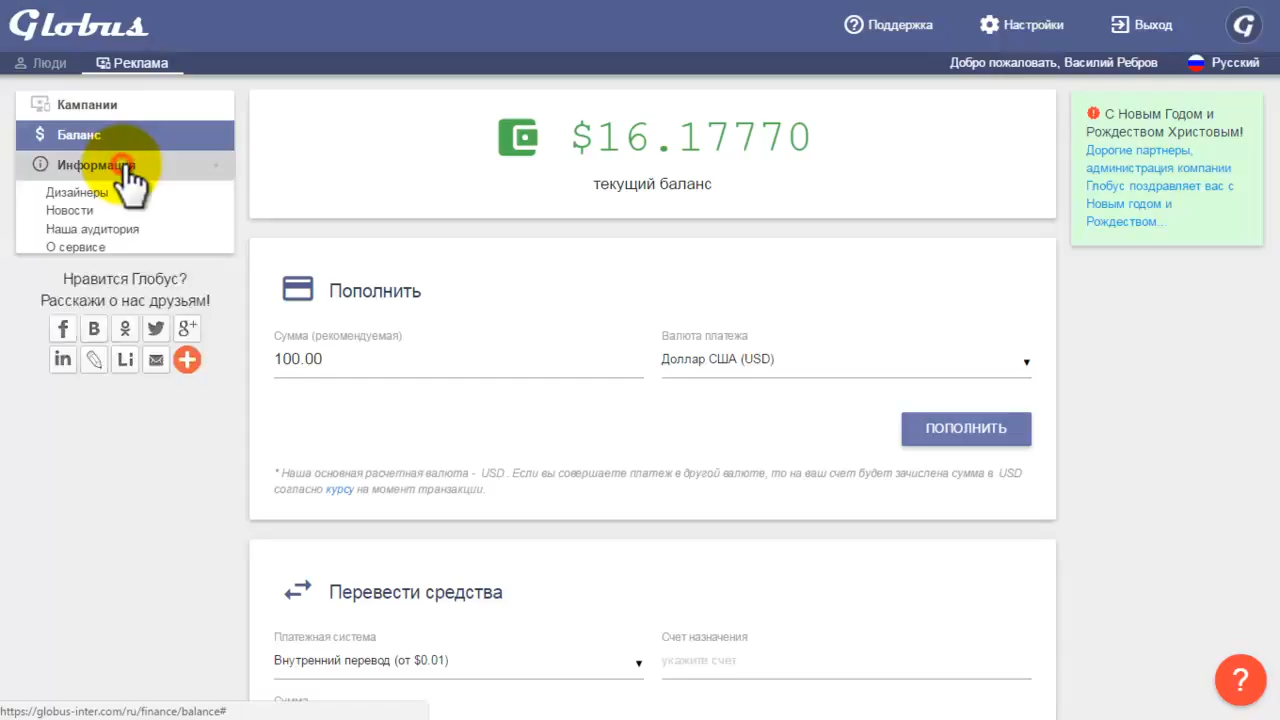 Globus
Поддержка
Настройки
Выход
G
Люди
Реклама
Добро пожаловать, Василий Ребров
Русский
Кампании
$ Баланс
Информация
Дизайнеры
Новости
Наша аудитория
О сервисе
Нравится Глобус?
Расскажи о нас друзьям!
$16.17770
текущий баланс
Пополнить
Сумма (рекомендуемая)
100.00
Валюта платежа
Доллар США (USD)
ПОПОЛНИТЬ
* Наша основная расчетная валюта - USD . Если вы совершаете платеж в другой валюте, то на ваш счет будет зачислена сумма в USD
согласно курсу на момент транзакции.
Перевести средства
Платежная система
Внутренний перевод (от $0.01)
Счет назначения
укажите счет
Сумма
С Новым Годом и
Рождеством Христовым!
Дорогие партнеры,
администрация компании
Глобус поздравляет вас с
Новым годом и
Рождеством...
?
https://globus-inter.com/ru/finance/balance#